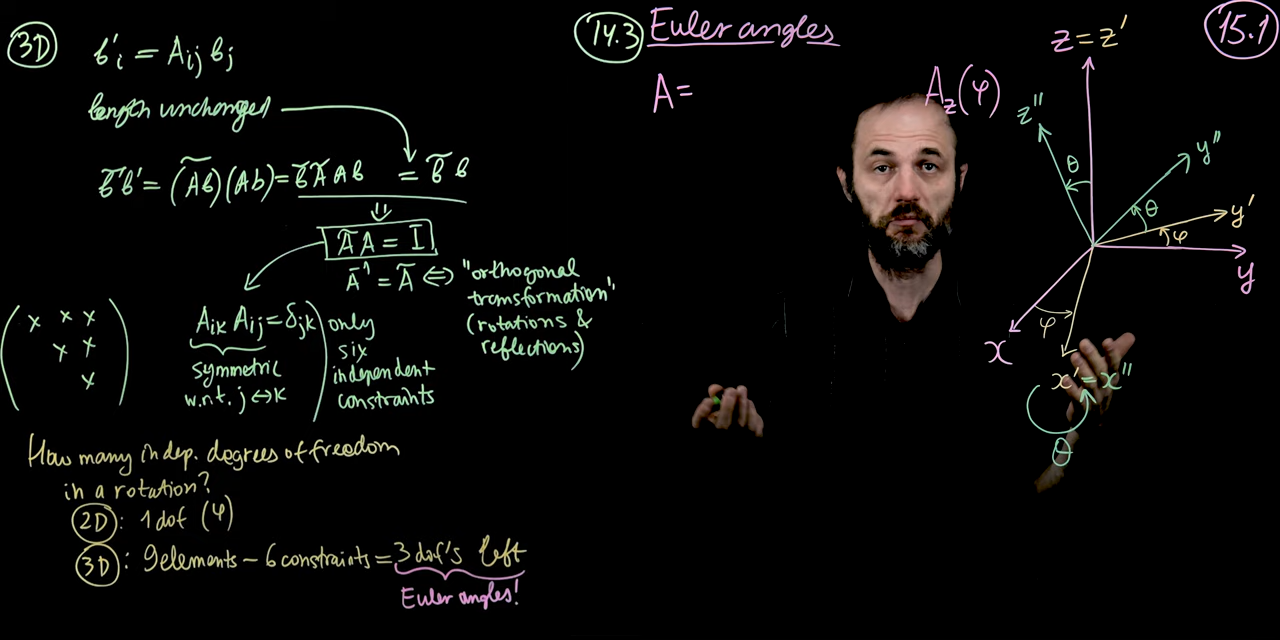 3D b'ᵢ = Aᵢⱼ bⱼ
length unchanged
b̃'b' = (Ãb)(Ab) = b̃ÃAb = b̃ b
⇓
ÃA = I
A⁻¹ = Ã ⇔ "orthogonal
transformation"
(rotations &
reflections)
( x x x
x x
x )
Aᵢₖ Aᵢⱼ = δⱼₖ
symmetric
w.r.t. j↔k
only
six
independent
constraints
How many indep. degrees of freedom
in a rotation?
2D: 1 dof (φ)
3D: 9 elements − 6 constraints = 3 dof's left
Euler angles!
14.3 Euler angles
15.1
A = A_z(φ)
z = z'
z''
θ
y''
θ
y'
φ
y
φ
x
x' = x''
θ